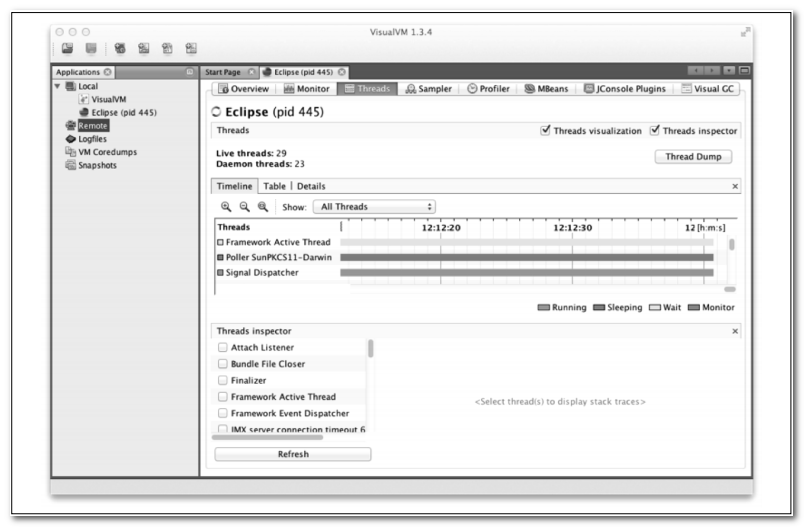 VisualVM 1.3.4
Applications
Local
VisualVM
Eclipse (pid 445)
Remote
Logfiles
VM Coredumps
Snapshots
Start Page Eclipse (pid 445)
Overview Monitor Threads Sampler Profiler MBeans JConsole Plugins Visual GC
Eclipse (pid 445)
Threads Threads visualization Threads inspector
Live threads: 29
Daemon threads: 23
Thread Dump
Timeline Table Details
Show: All Threads
Threads 12:12:20 12:12:30 12 [h:m:s]
Framework Active Thread
Poller SunPKCS11-Darwin
Signal Dispatcher
Running Sleeping Wait Monitor
Threads inspector
Attach Listener
Bundle File Closer
Finalizer
Framework Active Thread
Framework Event Dispatcher
JMX server connection timeout 6
<Select thread(s) to display stack traces>
Refresh